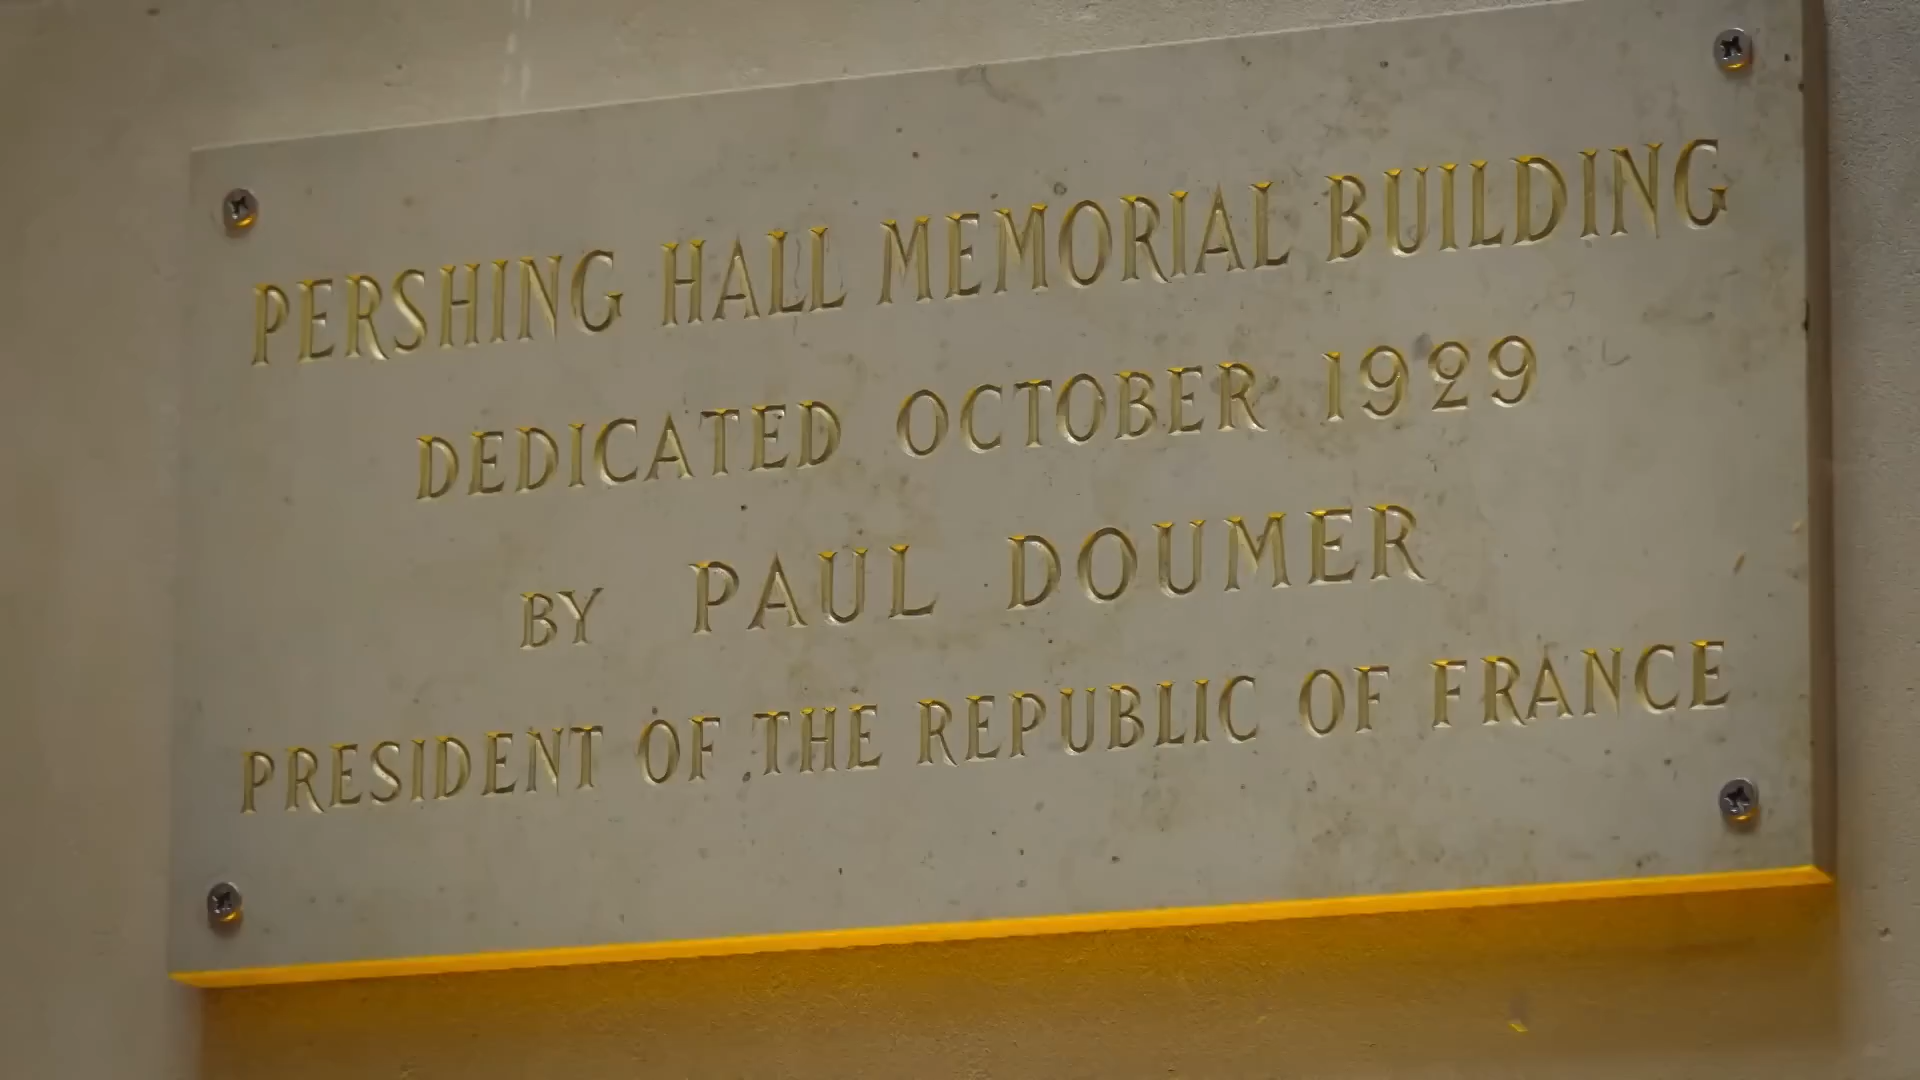 PERSHING HALL MEMORIAL BUILDING
DEDICATED OCTOBER 1929
BY PAUL DOUMER
PRESIDENT OF THE REPUBLIC OF FRANCE